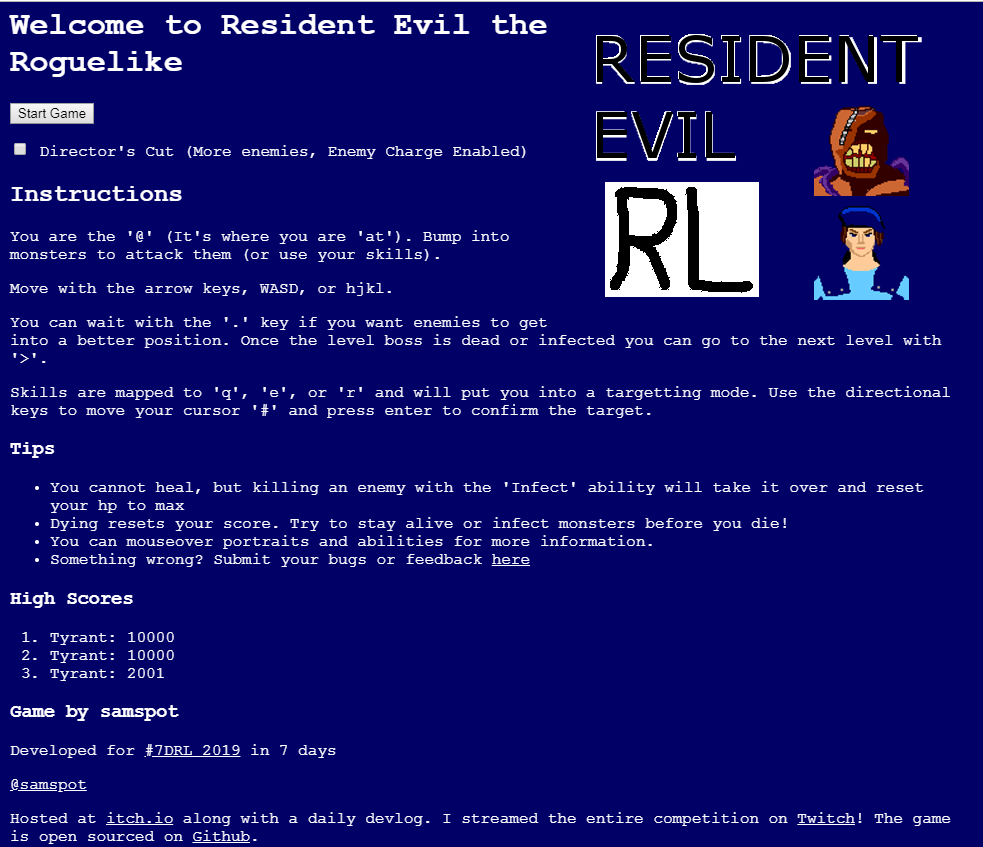 Welcome to Resident Evil the
Roguelike
RESIDENT
EVIL
RL
Start Game
Director's Cut (More enemies, Enemy Charge Enabled)
Instructions
You are the '@' (It's where you are 'at'). Bump into
monsters to attack them (or use your skills).
Move with the arrow keys, WASD, or hjkl.
You can wait with the '.' key if you want enemies to get
into a better position. Once the level boss is dead or infected you can go to the next level with
'>'.
Skills are mapped to 'q', 'e', or 'r' and will put you into a targetting mode. Use the directional
keys to move your cursor '#' and press enter to confirm the target.
Tips
• You cannot heal, but killing an enemy with the 'Infect' ability will take it over and reset
your hp to max
• Dying resets your score. Try to stay alive or infect monsters before you die!
• You can mouseover portraits and abilities for more information.
• Something wrong? Submit your bugs or feedback here
High Scores
1. Tyrant: 10000
2. Tyrant: 10000
3. Tyrant: 2001
Game by samspot
Developed for #7DRL 2019 in 7 days
@samspot
Hosted at itch.io along with a daily devlog. I streamed the entire competition on Twitch! The game
is open sourced on Github.